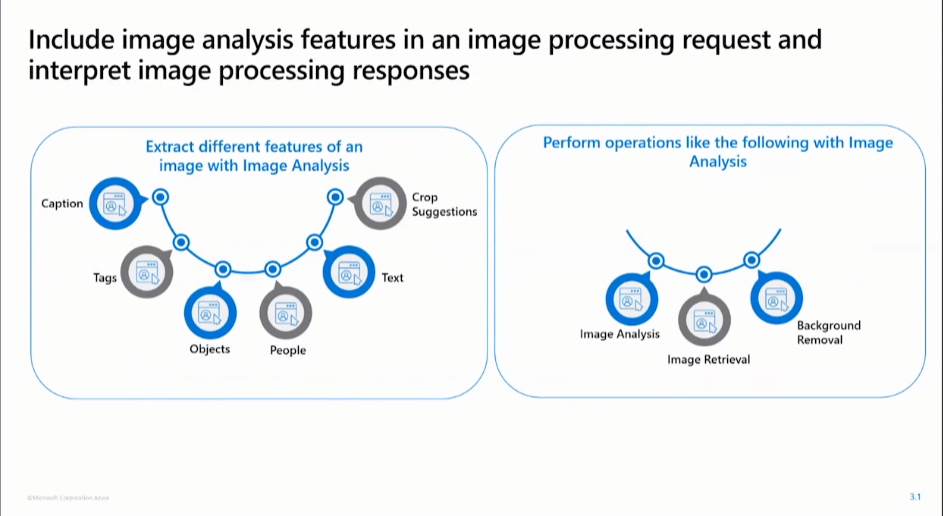 Include image analysis features in an image processing request and
interpret image processing responses
Extract different features of an
image with Image Analysis
Caption
Tags
Objects
People
Text
Crop
Suggestions
Perform operations like the following with Image
Analysis
Image Analysis
Image Retrieval
Background
Removal
©Microsoft Corporation Azure
3.1